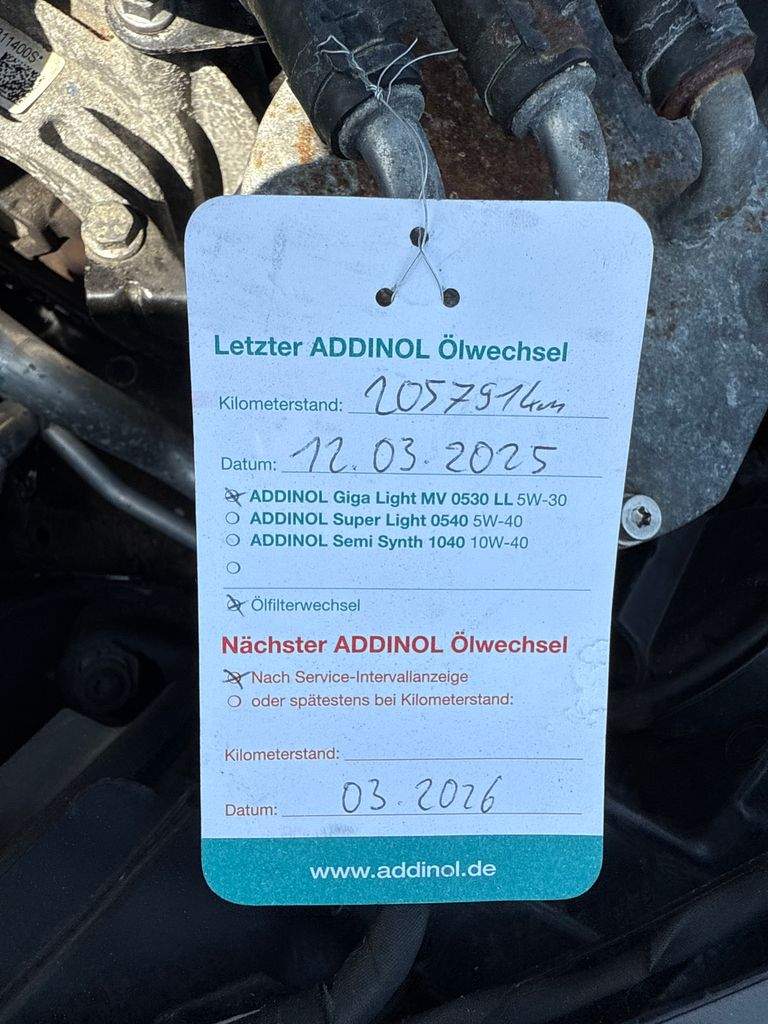 11400S*
Letzter ADDINOL Ölwechsel
Kilometerstand: 205791km
Datum: 12.03.2025
ADDINOL Giga Light MV 0530 LL 5W-30
ADDINOL Super Light 0540 5W-40
ADDINOL Semi Synth 1040 10W-40
Ölfilterwechsel
Nächster ADDINOL Ölwechsel
Nach Service-Intervallanzeige
oder spätestens bei Kilometerstand:
Kilometerstand:
Datum: 03.2026
www.addinol.de